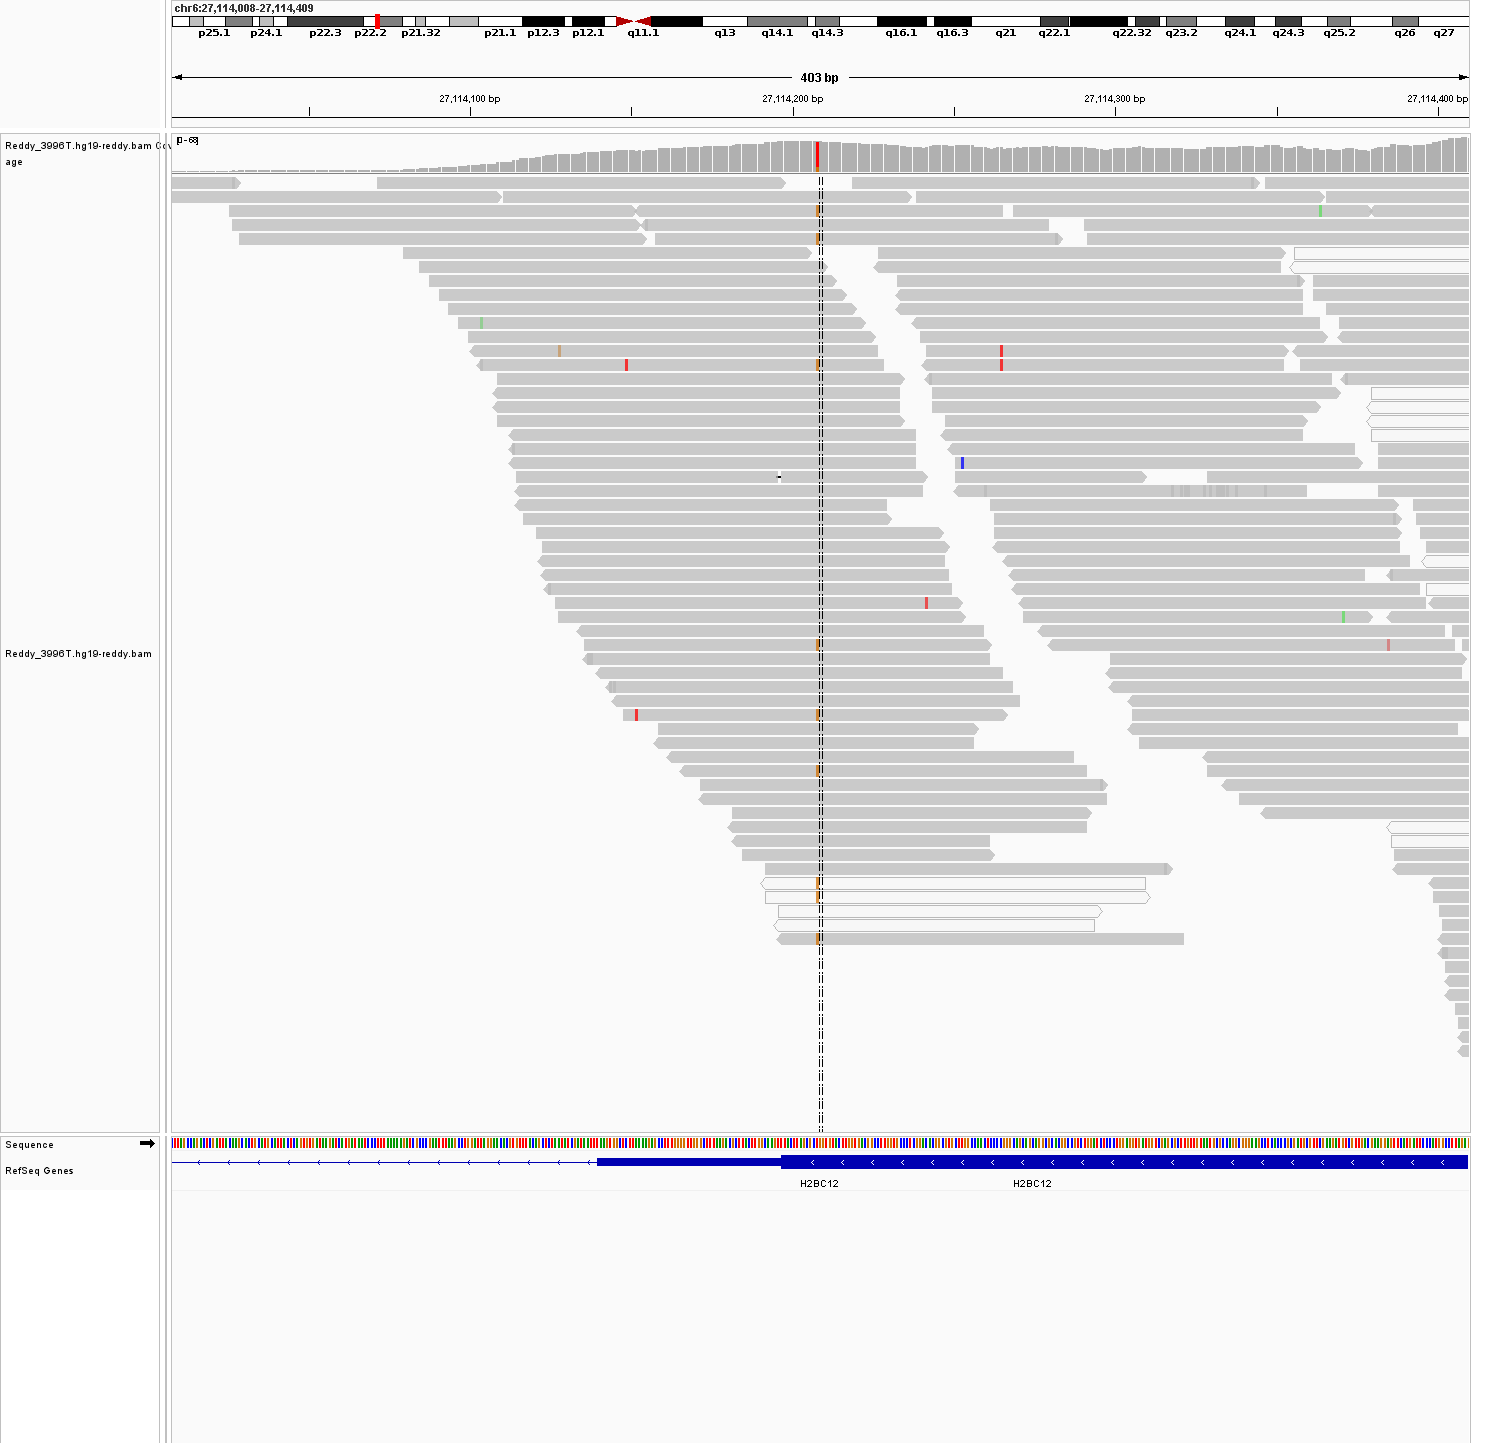 chr6:27,114,008-27,114,409
p25.1 p24.1 p22.3 p22.2 p21.32 p21.1 p12.3 p12.1 q11.1 q13 q14.1 q14.3 q16.1 q16.3 q21 q22.1 q22.32 q23.2 q24.1 q24.3 q25.2 q26 q27
403 bp
27,114,100 bp 27,114,200 bp 27,114,300 bp 27,114,400 bp
Reddy_3996T.hg19-reddy.bam Cov
age
[0 - 68]
Reddy_3996T.hg19-reddy.bam
Sequence
RefSeq Genes
H2BC12 H2BC12